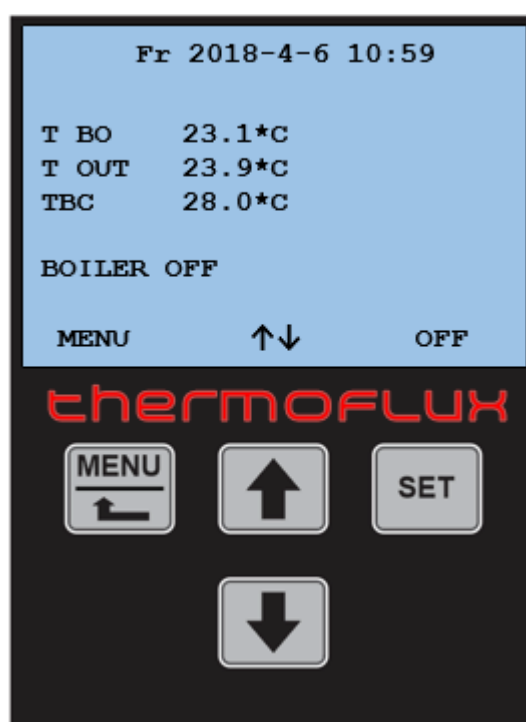 Fr 2018-4-6 10:59
T BO 23.1*C
T OUT 23.9*C
TBC 28.0*C
BOILER OFF
MENU ↑↓ OFF
thermoflux
MENU SET